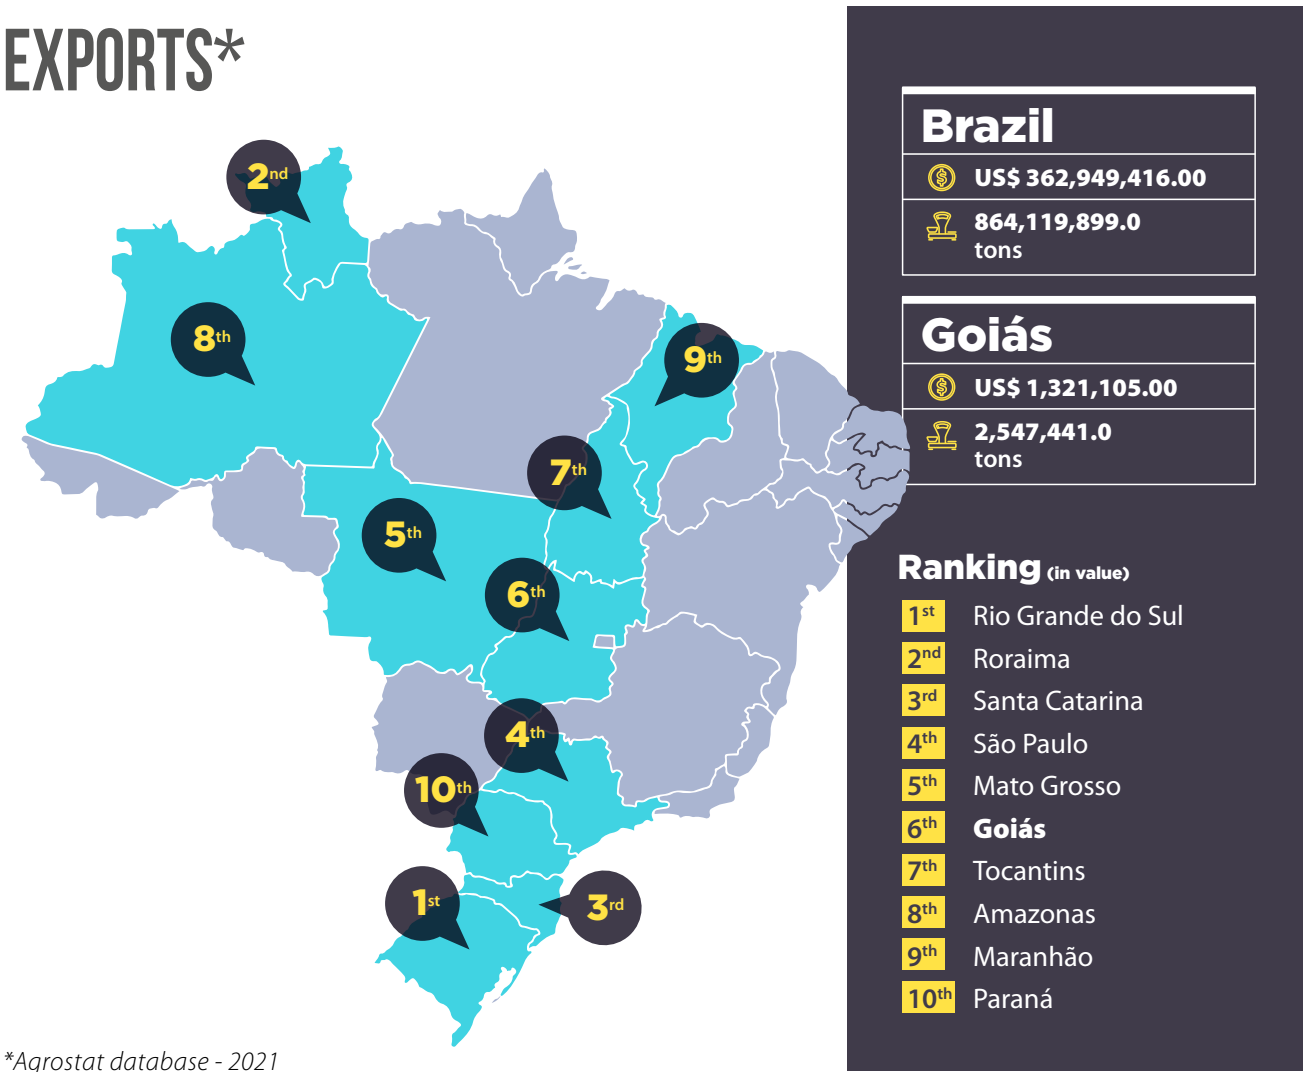 EXPORTS*
2nd
8th
9th
7th
5th
6th
4th
10th
1st
3rd
*Agrostat database - 2021
Brazil
US$ 362,949,416.00
864,119,899.0
tons
Goiás
US$ 1,321,105.00
2,547,441.0
tons
Ranking (in value)
1st Rio Grande do Sul
2nd Roraima
3rd Santa Catarina
4th São Paulo
5th Mato Grosso
6th Goiás
7th Tocantins
8th Amazonas
9th Maranhão
10th Paraná